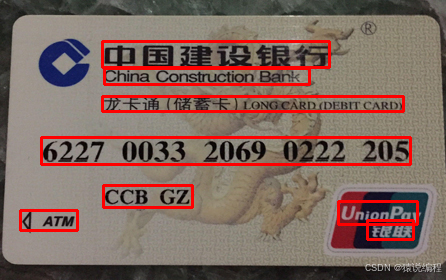 ®
中国建设银行
China Construction Bank
龙卡通(储蓄卡) LONG CARD (DEBIT CARD)
6227 0033 2069 0222 205
CCB GZ
ATM
UnionPay
银联
CSDN @猿说编程